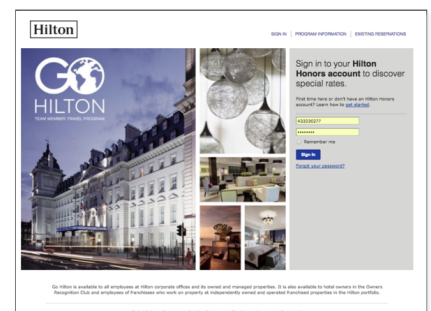 Hilton
SIGN IN | PROGRAM INFORMATION | EXISTING RESERVATIONS
GO
HILTON
TEAM MEMBER TRAVEL PROGRAM
Sign in to your Hilton
Honors account to discover
special rates.
First time here or don't have an Hilton Honors
account? Learn how to get started.
Remember me
Sign In
Forgot your password?
Go Hilton is available to all employees at Hilton corporate offices and its owned and managed properties. It is also available to hotel owners in the Owners
Recognition Club and employees of franchisees who work on property at independently owned and operated franchised properties in the Hilton portfolio.